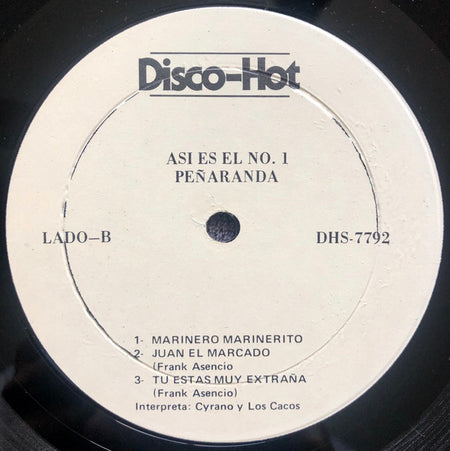 Disco-Hot
ASI ES EL NO. 1
PEÑARANDA
LADO-B
DHS-7792
1- MARINERO MARINERITO
2- JUAN EL MARCADO
(Frank Asencio
3- TU ESTAS MUY EXTRAÑA
(Frank Asencio)
Interpreta: Cyrano y Los Cacos